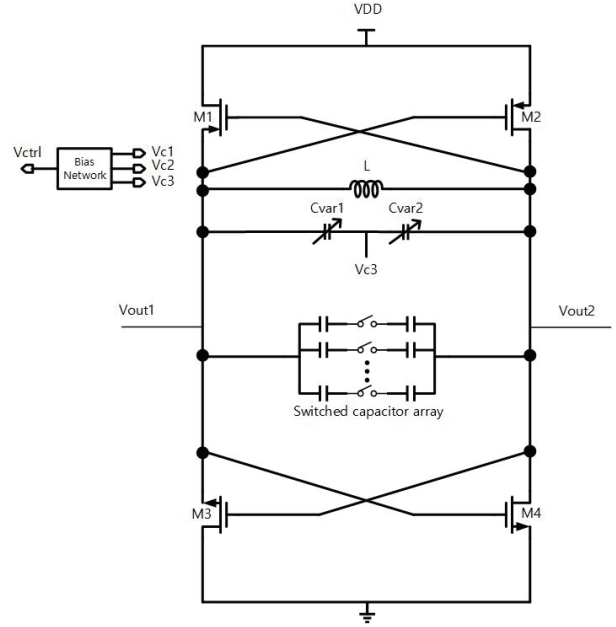 VDD
M1
M2
Vctrl
Bias
Network
Vc1
Vc2
Vc3
L
Cvar1
Cvar2
Vc3
Vout1
Vout2
Switched capacitor array
M3
M4